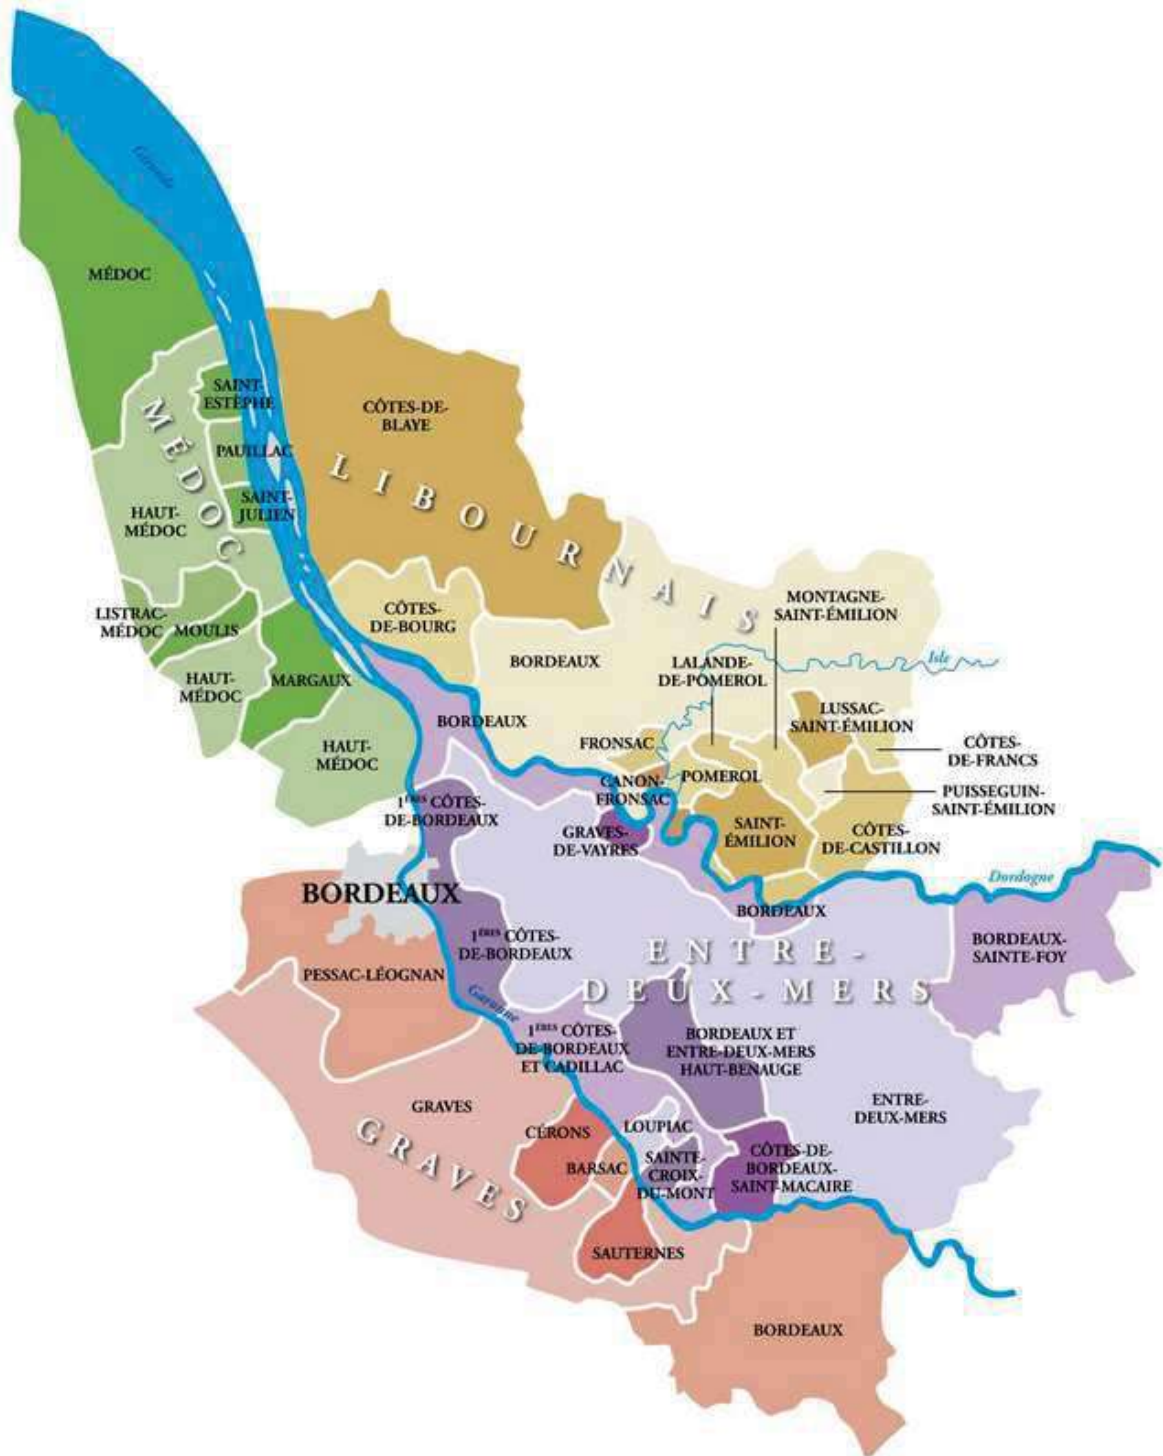 Gironde
MÉDOC
SAINT-
ESTÈPHE
CÔTES-DE-
BLAYE
MÉDOC
PAUILLAC
LIBOURNAIS
SAINT-
JULIEN
HAUT-
MÉDOC
LISTRAC-
MÉDOC
MOULIS
CÔTES-
DE-BOURG
MONTAGNE-
SAINT-ÉMILION
BORDEAUX
LALANDE-
DE-POMEROL
Isle
HAUT-
MÉDOC
MARGAUX
LUSSAC-
SAINT-ÉMILION
BORDEAUX
FRONSAC
CÔTES-
DE-FRANCS
HAUT-
MÉDOC
CANON-
FRONSAC
POMEROL
PUISSEGUIN-
SAINT-ÉMILION
1ÈRES CÔTES-
DE-BORDEAUX
GRAVES-
DE-VAYRES
SAINT-
ÉMILION
CÔTES-
DE-CASTILLON
Dordogne
BORDEAUX
BORDEAUX
1ÈRES CÔTES-
DE-BORDEAUX
ENTRE-
DEUX-MERS
BORDEAUX-
SAINTE-FOY
PESSAC-LÉOGNAN
Garonne
1ÈRES CÔTES-
DE-BORDEAUX
ET CADILLAC
BORDEAUX ET
ENTRE-DEUX-MERS
HAUT-BENAUGE
GRAVES
ENTRE-
DEUX-MERS
GRAVES
CÉRONS
LOUPIAC
BARSAC
SAINTE-
CROIX-
DU-MONT
CÔTES-DE-
BORDEAUX-
SAINT-MACAIRE
SAUTERNES
BORDEAUX